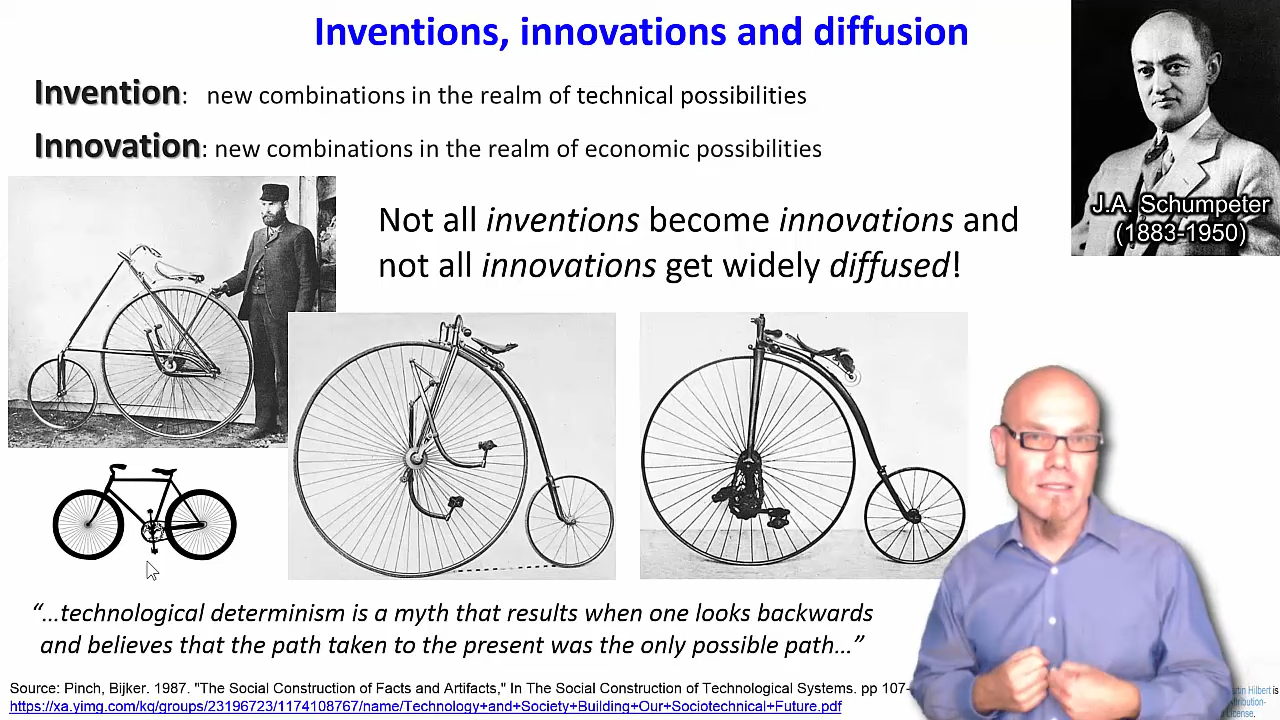 Inventions, innovations and diffusion
Invention: new combinations in the realm of technical possibilities
Innovation: new combinations in the realm of economic possibilities
J.A. Schumpeter
(1883-1950)
Not all inventions become innovations and
not all innovations get widely diffused!
“...technological determinism is a myth that results when one looks backwards
and believes that the path taken to the present was the only possible path...”
Source: Pinch, Bijker. 1987. "The Social Construction of Facts and Artifacts," In The Social Construction of Technological Systems. pp 107-
https://xa.yimg.com/kq/groups/23196723/1174108767/name/Technology+and+Society+Building+Our+Sociotechnical+Future.pdf
Hilbert is
License,